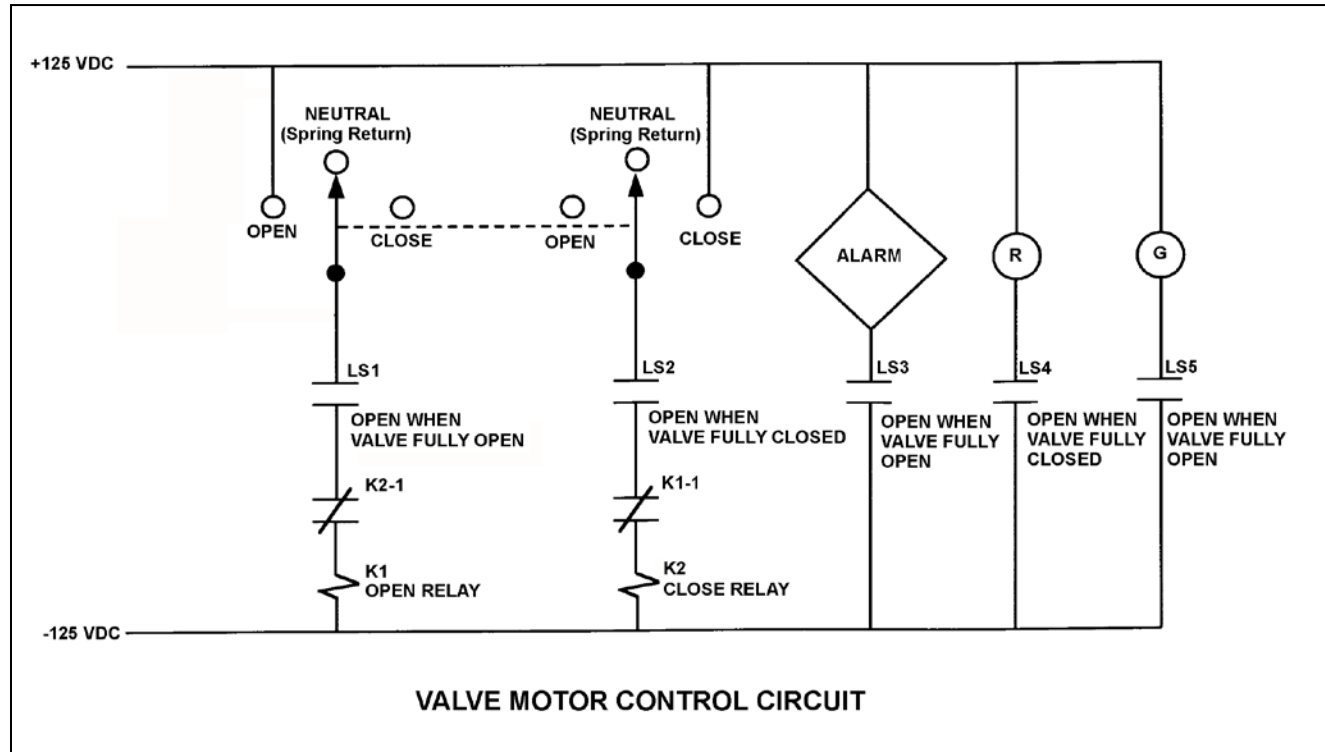 +125 VDC
NEUTRAL
(Spring Return)
NEUTRAL
(Spring Return)
OPEN
CLOSE
OPEN
CLOSE
ALARM
R
G
LS1
OPEN WHEN
VALVE FULLY OPEN
LS2
OPEN WHEN
VALVE FULLY CLOSED
LS3
OPEN WHEN
VALVE FULLY
OPEN
LS4
OPEN WHEN
VALVE FULLY
CLOSED
LS5
OPEN WHEN
VALVE FULLY
OPEN
K2-1
K1-1
K1
OPEN RELAY
K2
CLOSE RELAY
-125 VDC
VALVE MOTOR CONTROL CIRCUIT